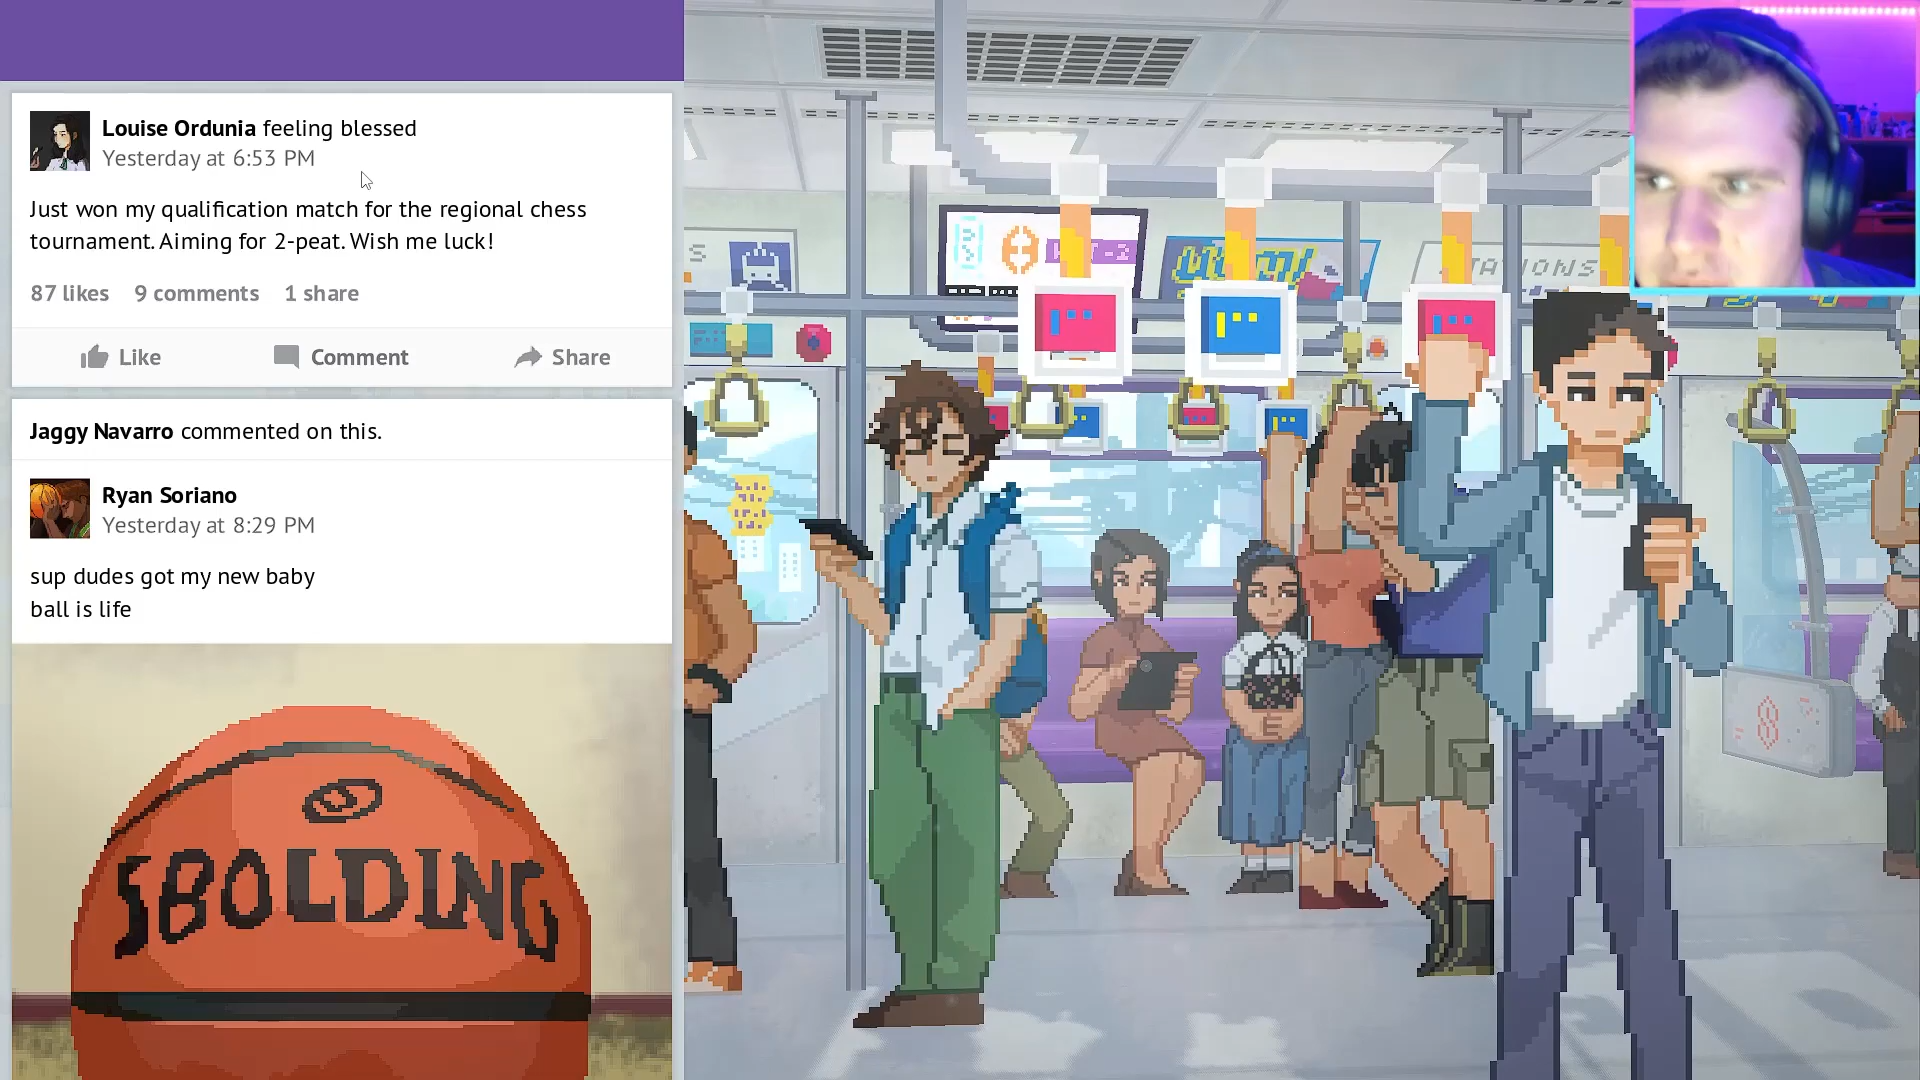 Louise Ordunia feeling blessed
Yesterday at 6:53 PM
Just won my qualification match for the regional chess
tournament. Aiming for 2-peat. Wish me luck!
87 likes 9 comments 1 share
Like Comment Share
Jaggy Navarro commented on this.
Ryan Soriano
Yesterday at 8:29 PM
sup dudes got my new baby
ball is life
SBOLDING